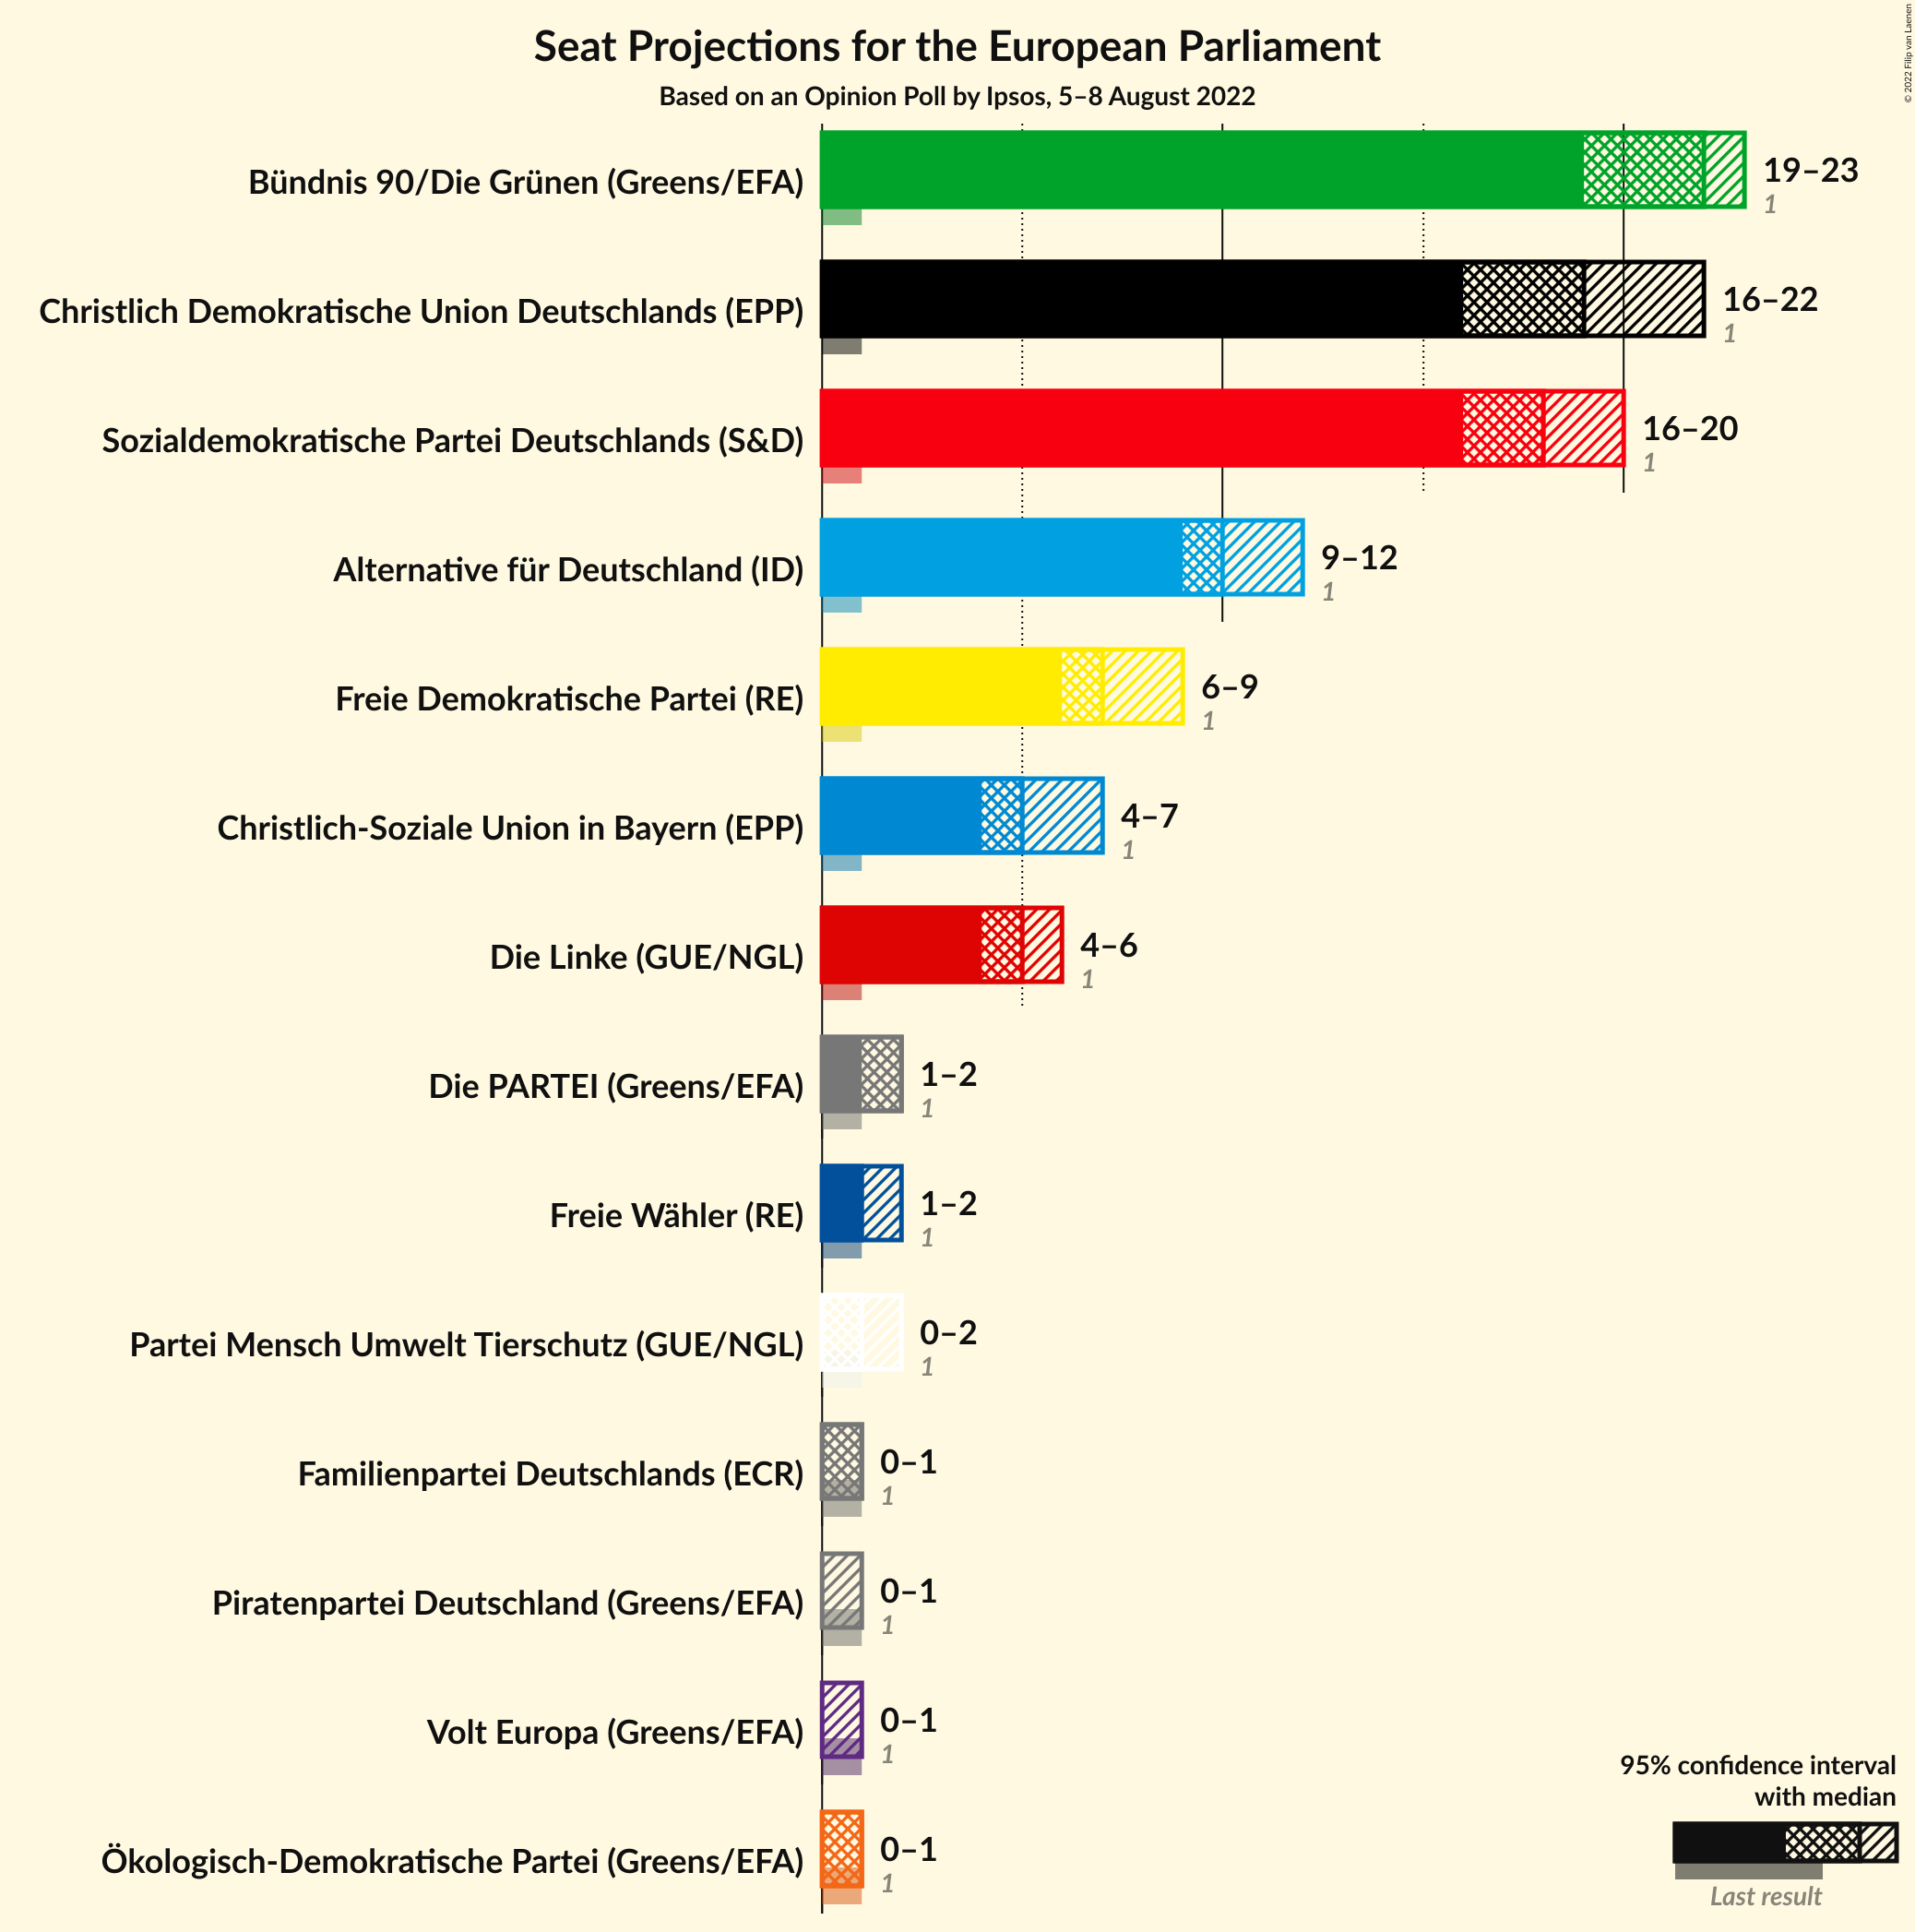 Seat Projections for the European Parliament
Based on an Opinion Poll by Ipsos, 5–8 August 2022
© 2022 Filip van Laenen
Bündnis 90/Die Grünen (Greens/EFA)
19–23
1
Christlich Demokratische Union Deutschlands (EPP)
16–22
1
Sozialdemokratische Partei Deutschlands (S&D)
16–20
1
Alternative für Deutschland (ID)
9–12
1
Freie Demokratische Partei (RE)
6–9
1
Christlich-Soziale Union in Bayern (EPP)
4–7
1
Die Linke (GUE/NGL)
4–6
1
Die PARTEI (Greens/EFA)
1–2
1
Freie Wähler (RE)
1–2
1
Partei Mensch Umwelt Tierschutz (GUE/NGL)
0–2
1
Familienpartei Deutschlands (ECR)
0–1
1
Piratenpartei Deutschland (Greens/EFA)
0–1
1
Volt Europa (Greens/EFA)
0–1
1
Ökologisch-Demokratische Partei (Greens/EFA)
0–1
1
95% confidence interval
with median
Last result